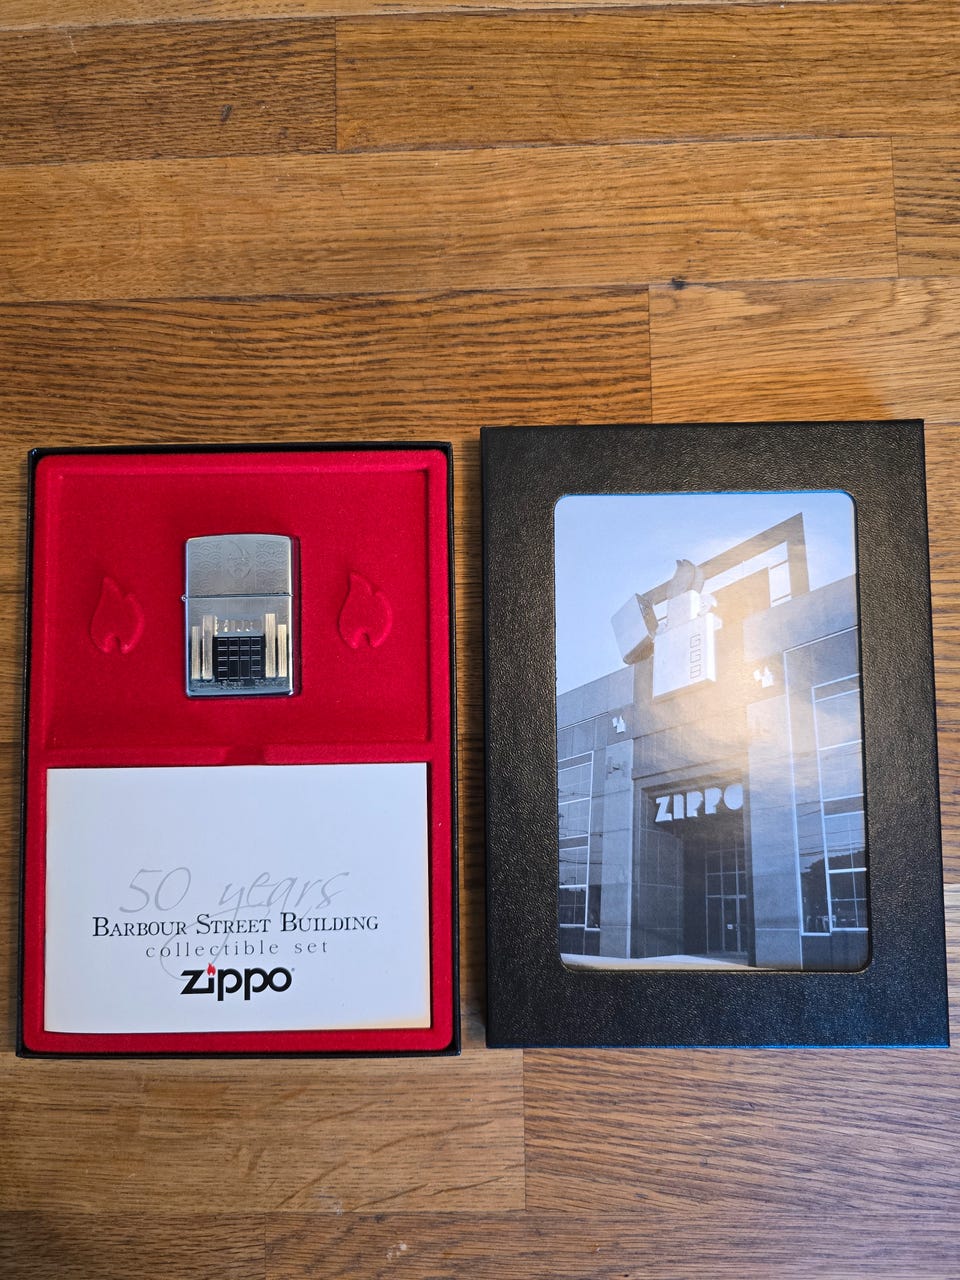 50 years
BARBOUR STREET BUILDING
collectible set
zippo
ZIPPO